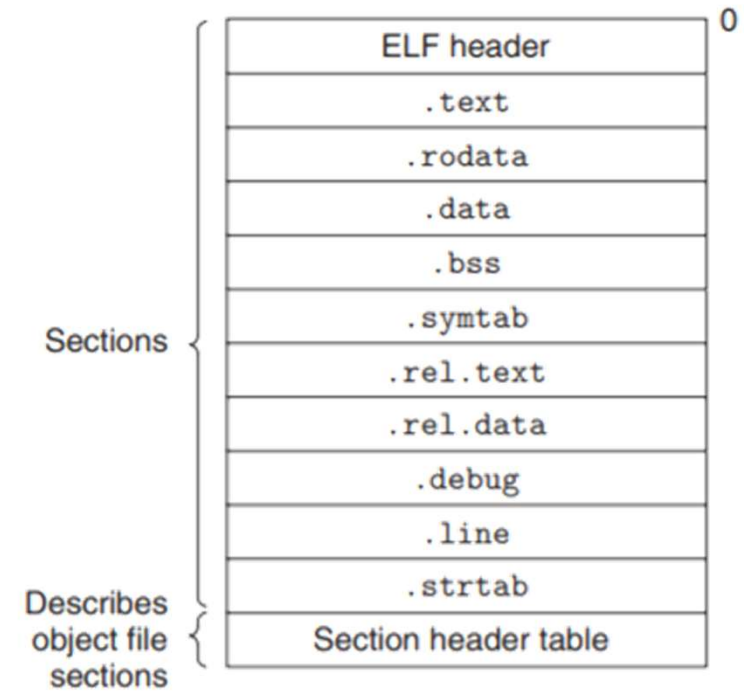 0
ELF header
.text
.rodata
.data
.bss
.symtab
.rel.text
.rel.data
.debug
.line
.strtab
Section header table
Sections
Describes
object file
sections